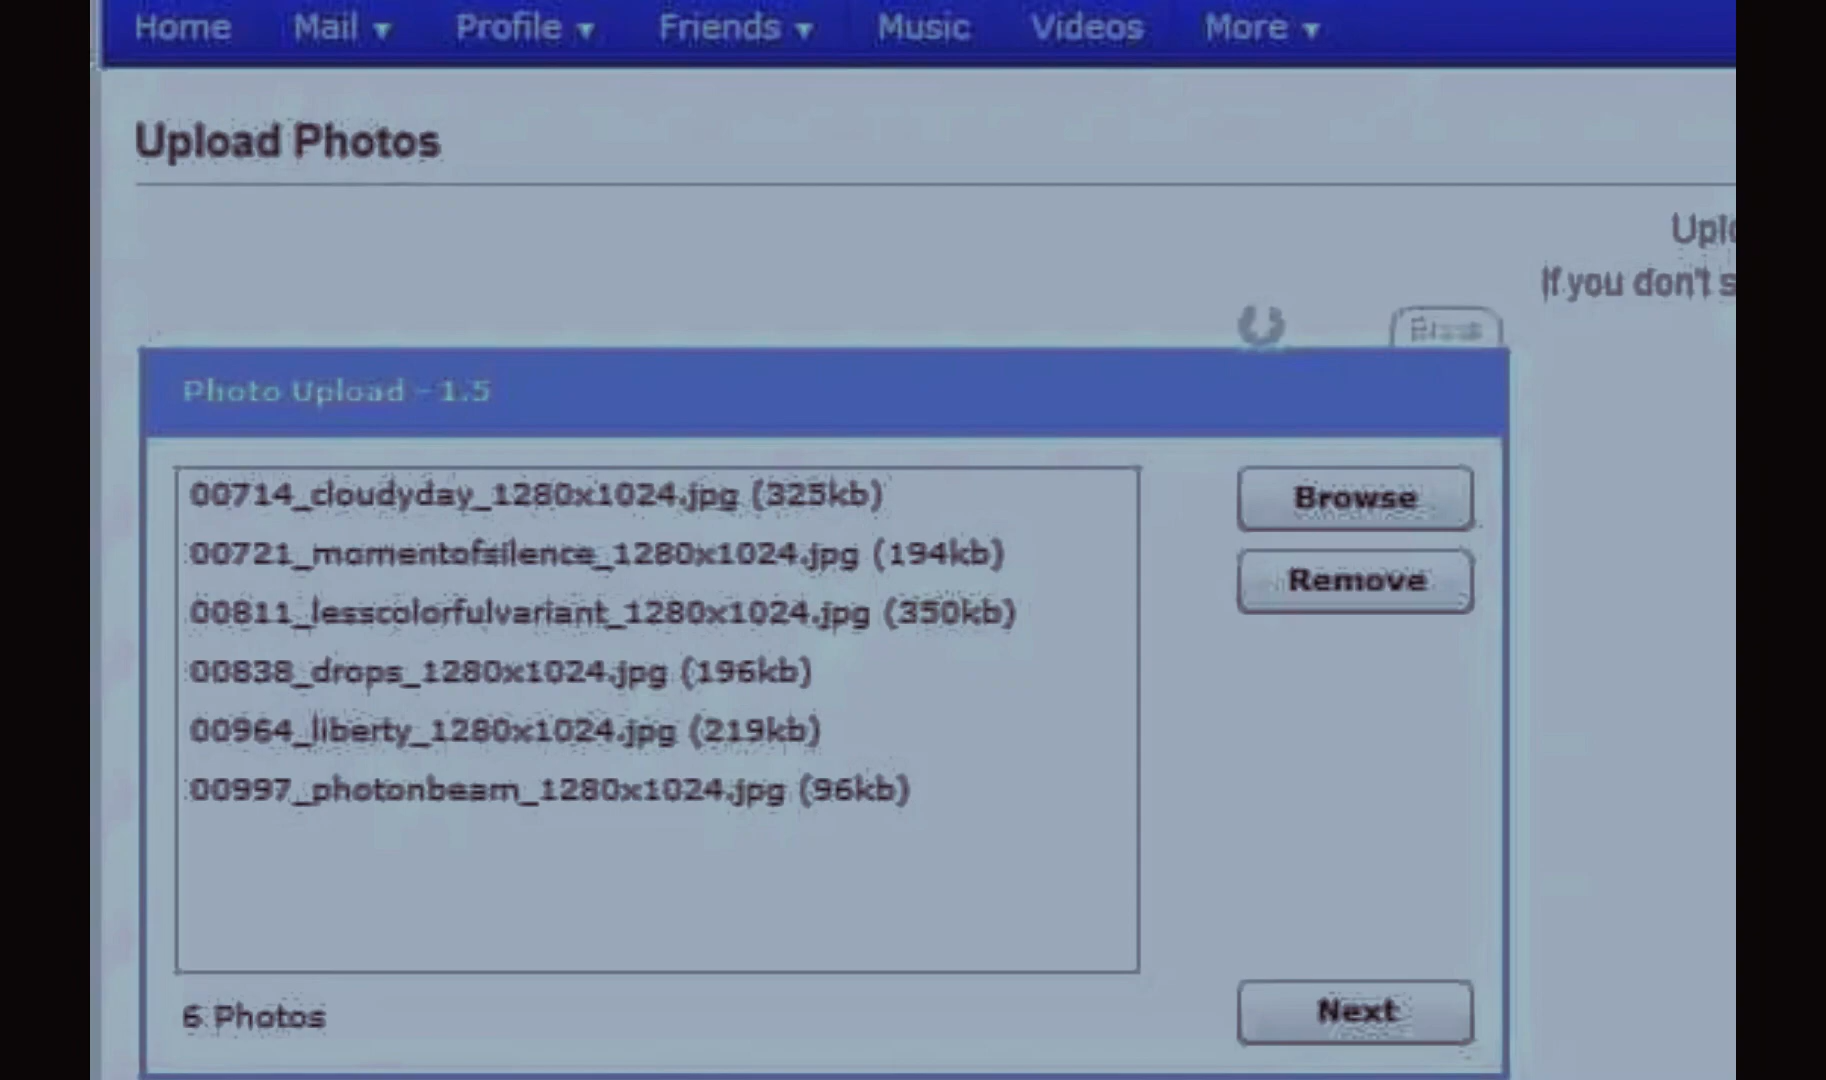 Home Mail ▼ Profile ▼ Friends ▼ Music Videos More ▼
Upload Photos
If you don't
Photo Upload - 1.5
00714_cloudyday_1280x1024.jpg (325kb)
00721_momentofsilence_1280x1024.jpg (194kb)
00811_lesscolorfulvariant_1280x1024.jpg (350kb)
00838_drops_1280x1024.jpg (196kb)
00964_liberty_1280x1024.jpg (219kb)
00997_photonbeam_1280x1024.jpg (96kb)
Browse
Remove
6 Photos
Next